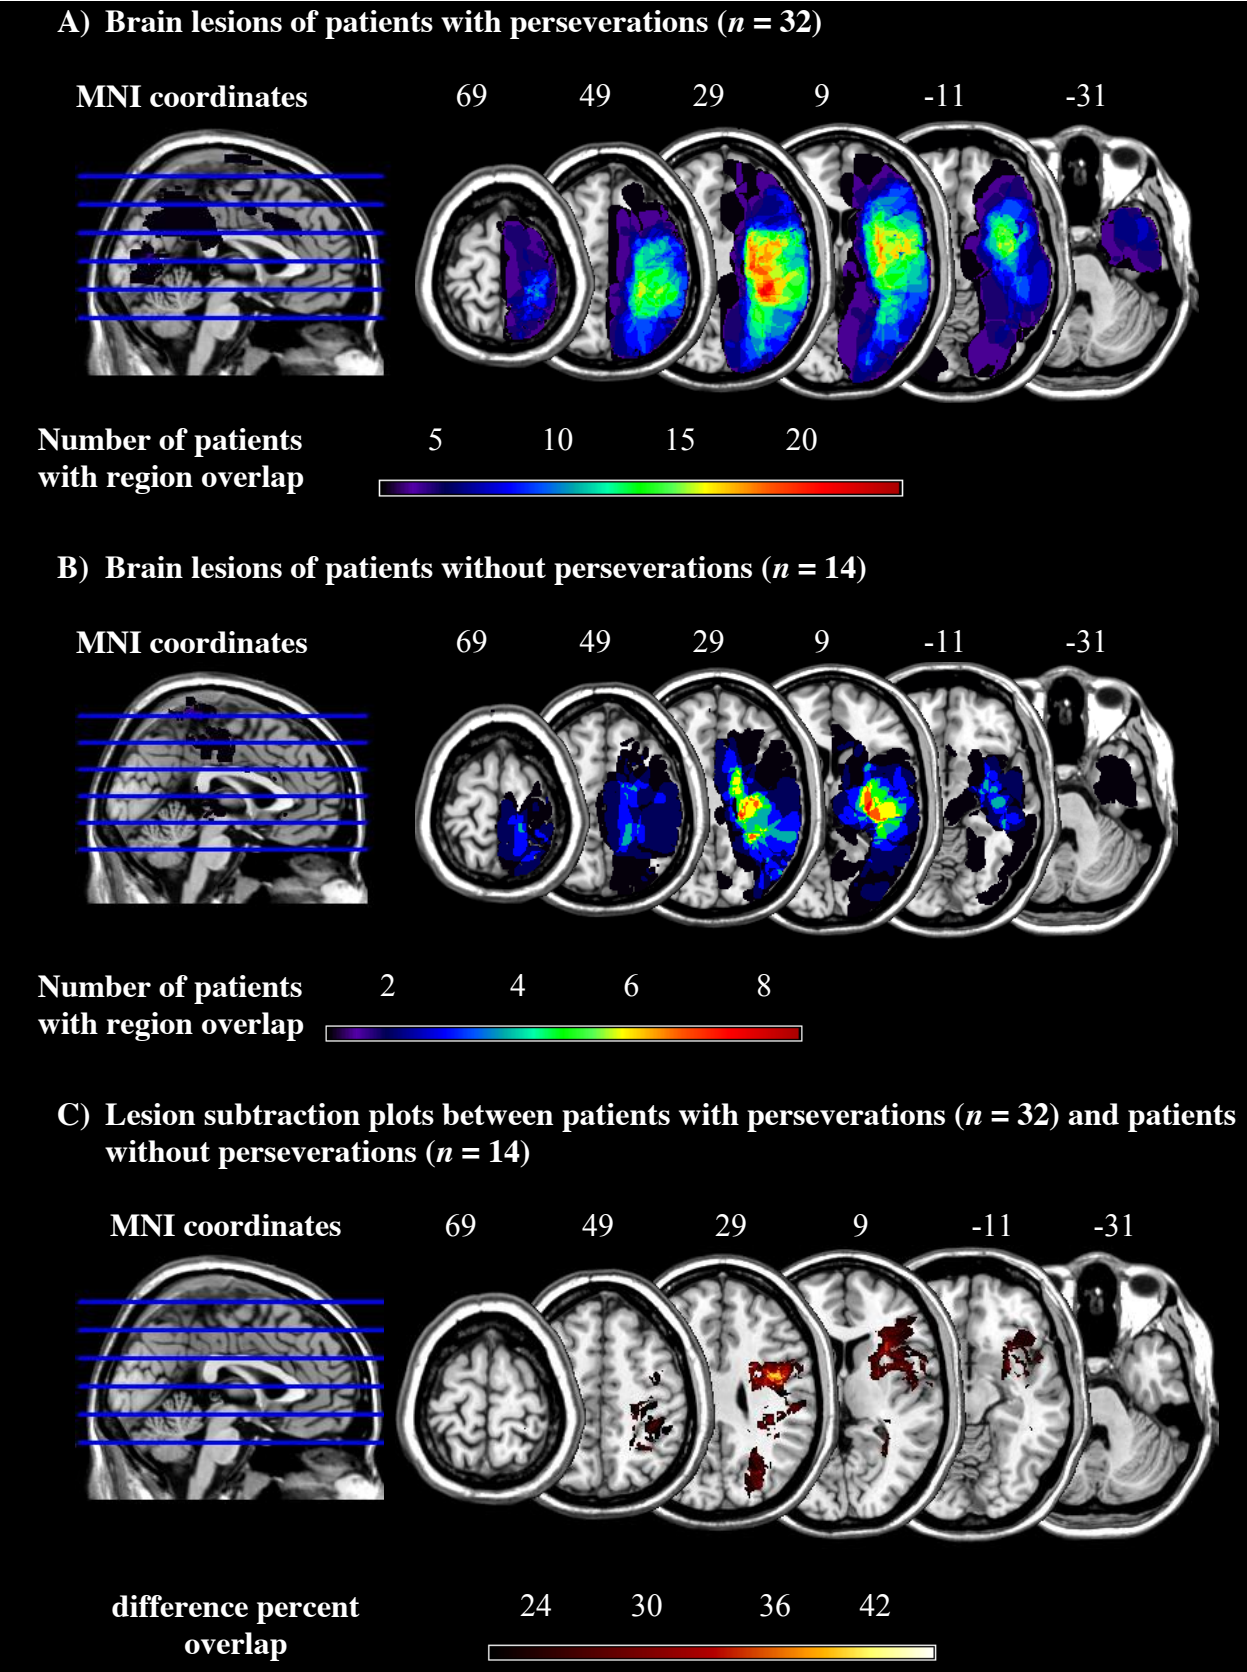 A) Brain lesions of patients with perseverations (n = 32)
MNI coordinates 69 49 29 9 -11 -31
Number of patients 5 10 15 20
with region overlap
B) Brain lesions of patients without perseverations (n = 14)
MNI coordinates 69 49 29 9 -11 -31
Number of patients 2 4 6 8
with region overlap
C) Lesion subtraction plots between patients with perseverations (n = 32) and patients
without perseverations (n = 14)
MNI coordinates 69 49 29 9 -11 -31
difference percent 24 30 36 42
overlap